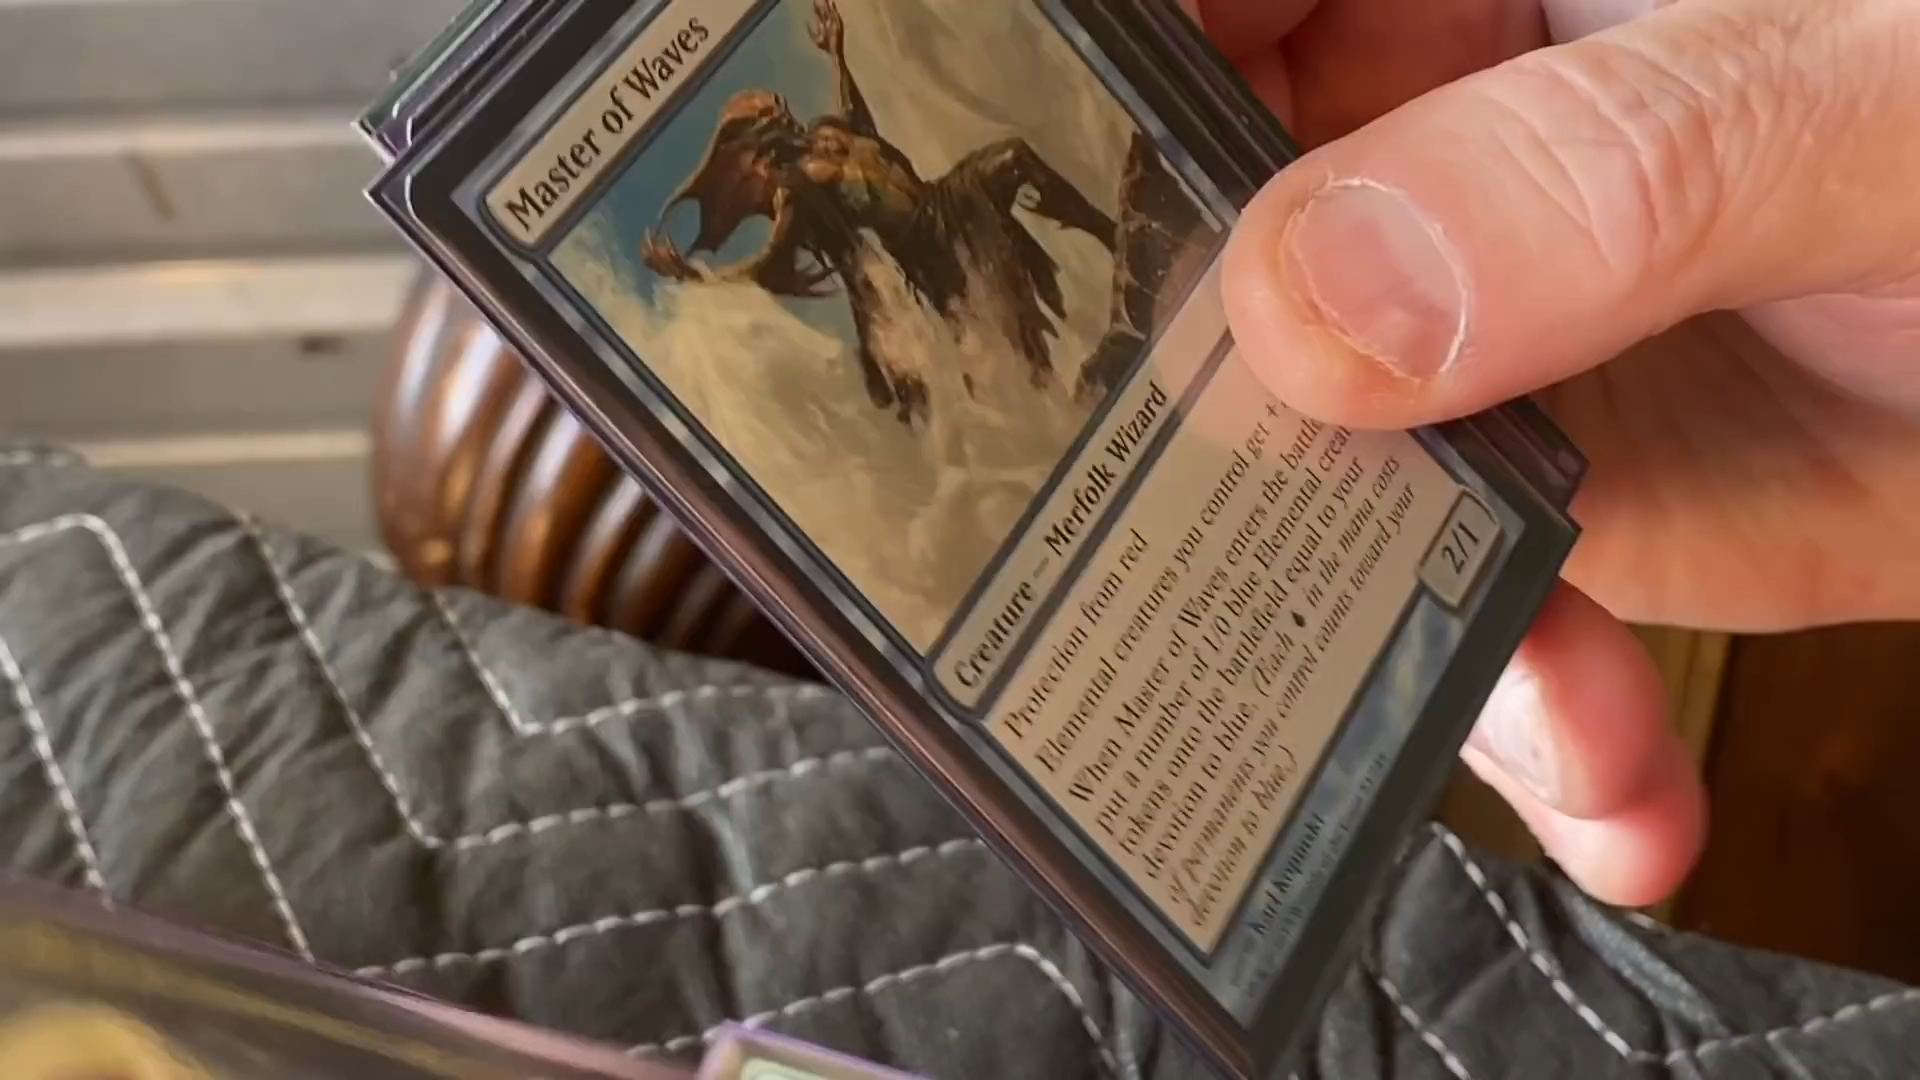 Master of Waves
Creature – Merfolk Wizard
Protection from red
Elemental creatures you control get +
When Master of Waves enters the
put a number of 1/0 blue Elemental
tokens onto the battlefield equal to your
devotion to blue. (Each in the mana costs
of permanents you control counts toward your
devotion to blue.)
2/1
Karl Kopinski